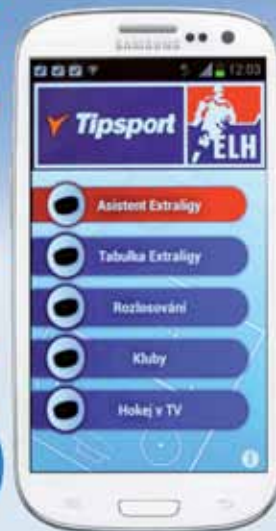 SAMSUNG
12:03
Tipsport
ELH
Asistent Extraligy
Tabulka Extraligy
Rozlosování
Kluby
Hokej v TV